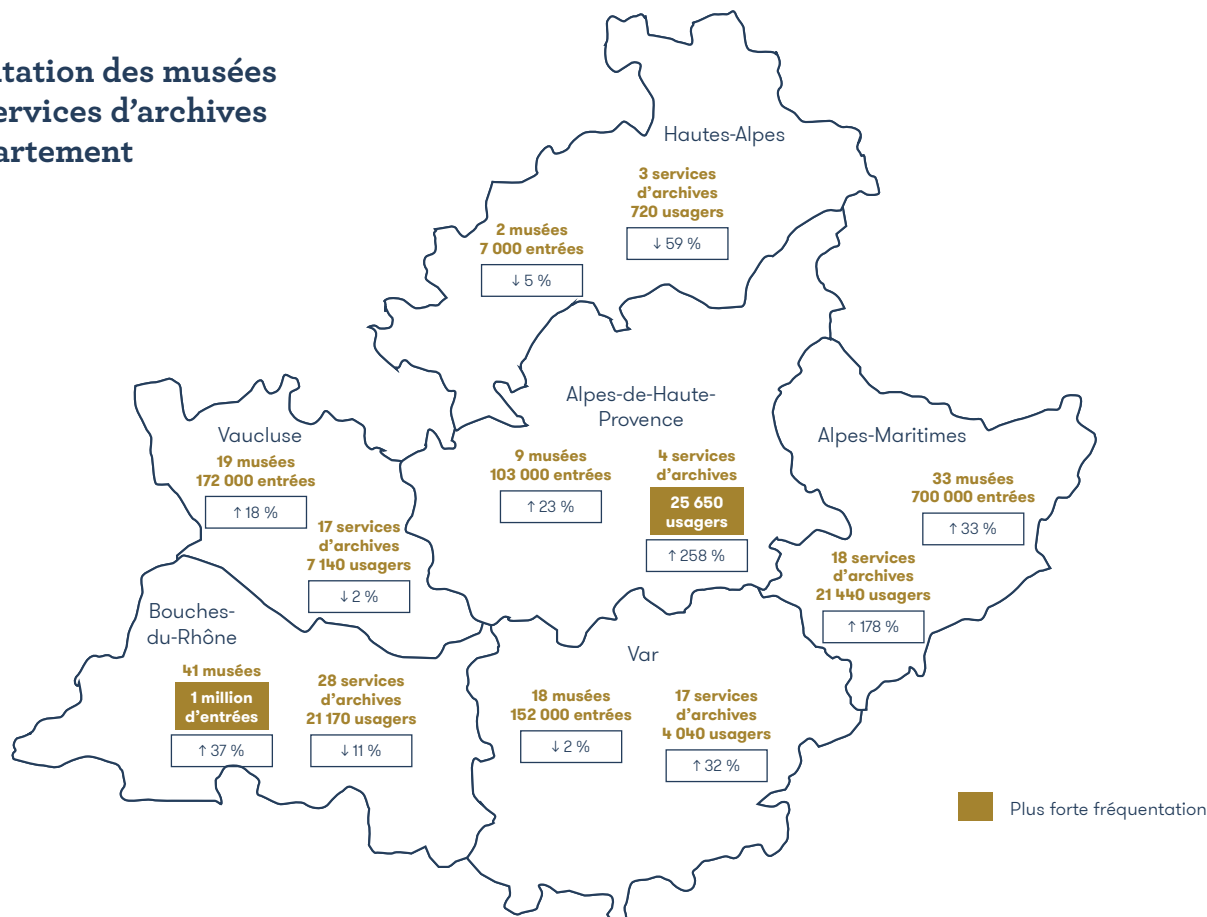 tation des musées
ervices d'archives
artement
Hautes-Alpes
3 services
d'archives
720 usagers
↓ 59 %
2 musées
7 000 entrées
↓ 5 %
Alpes-de-Haute-
Provence
9 musées
103 000 entrées
↑ 23 %
4 services
d'archives
25 650
usagers
↑ 258 %
Alpes-Maritimes
33 musées
700 000 entrées
↑ 33 %
18 services
d'archives
21 440 usagers
↑ 178 %
Vaucluse
19 musées
172 000 entrées
↑ 18 %
17 services
d'archives
7 140 usagers
↓ 2 %
Bouches-
du-Rhône
41 musées
1 million
d'entrées
↑ 37 %
28 services
d'archives
21 170 usagers
↓ 11 %
Var
18 musées
152 000 entrées
↓ 2 %
17 services
d'archives
4 040 usagers
↑ 32 %
Plus forte fréquentation